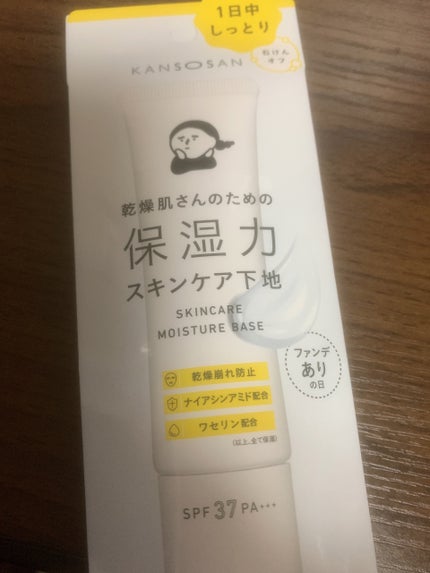 1日中
しっとり
石けん
オフ
KANSOSAN
乾燥肌さんのための
保湿力
スキンケア下地
SKINCARE
MOISTURE BASE
ファンデ
あり
の日
乾燥崩れ防止
ナイアシンアミド配合
ワセリン配合
(以上、全て保湿)
SPF 37 PA+++